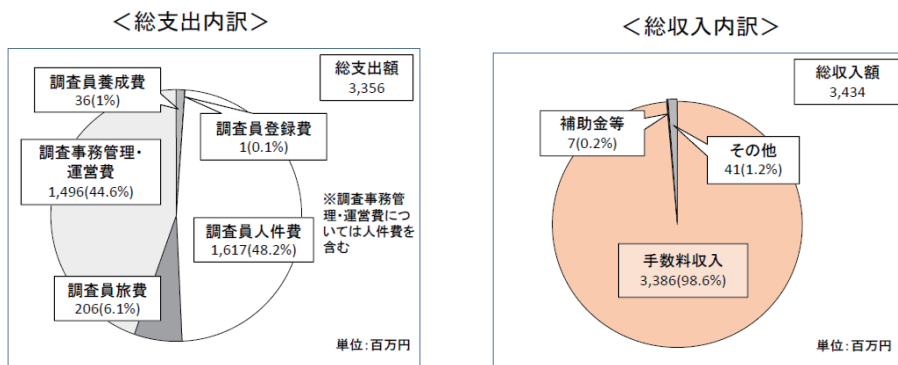 <総支出内訳>
総支出額
3,356
調査員養成費
36(1%)
調査員登録費
1(0.1%)
調査事務管理・
運営費
1,496(44.6%)
※調査事務管
理・運営費につ
いては人件費を
含む
調査員人件費
1,617(48.2%)
調査員旅費
206(6.1%)
単位:百万円
<総収入内訳>
総収入額
3,434
補助金等
7(0.2%)
その他
41(1.2%)
手数料収入
3,386(98.6%)
単位:百万円